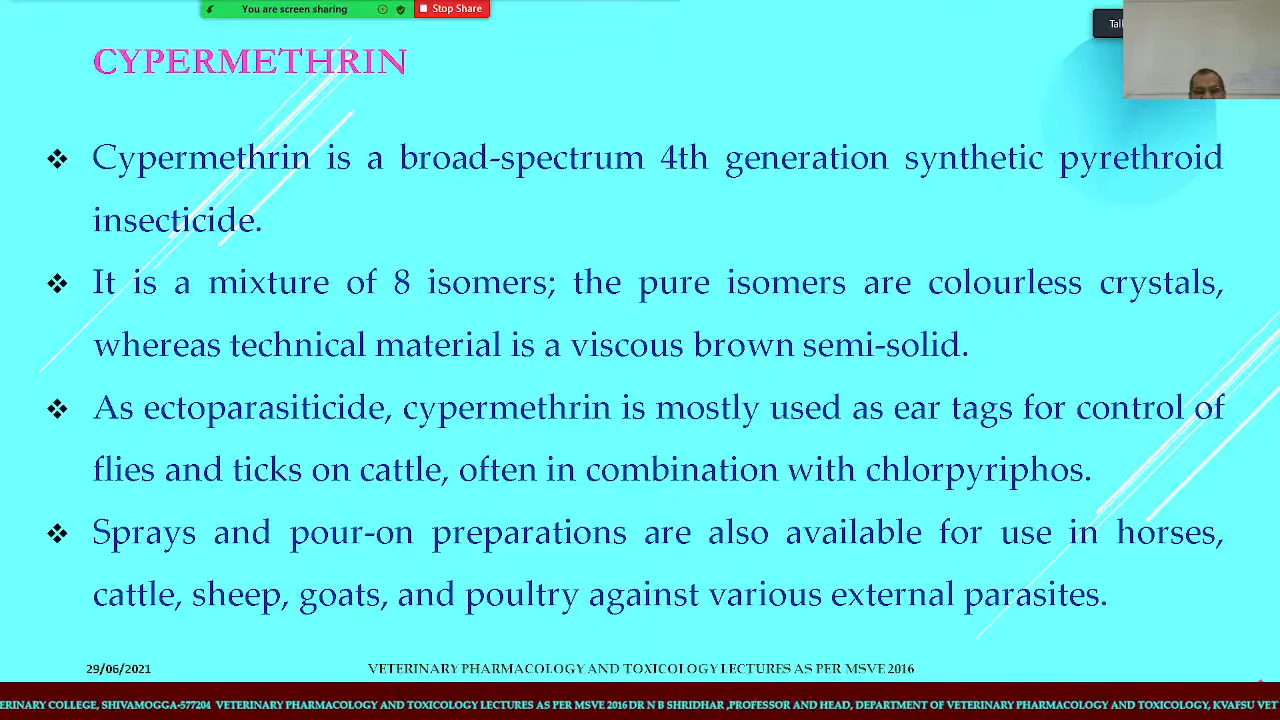 You are screen sharing
Stop Share
CYPERMETHRIN
Cypermethrin is a broad-spectrum 4th generation synthetic pyrethroid
insecticide.
It is a mixture of 8 isomers; the pure isomers are colourless crystals,
whereas technical material is a viscous brown semi-solid.
As ectoparasiticide, cypermethrin is mostly used as ear tags for control of
flies and ticks on cattle, often in combination with chlorpyriphos.
Sprays and pour-on preparations are also available for use in horses,
cattle, sheep, goats, and poultry against various external parasites.
29/06/2021
VETERINARY PHARMACOLOGY AND TOXICOLOGY LECTURES AS PER MSVE 2016
ERINARY COLLEGE, SHIVAMOGGA-577204 VETERINARY PHARMACOLOGY AND TOXICOLOGY LECTURES AS PER MSVE 2016 DR N B SHRIDHAR ,PROFESSOR AND HEAD, DEPARTMENT OF VETERINARY PHARMACOLOGY AND TOXICOLOGY, KVAFSU VET